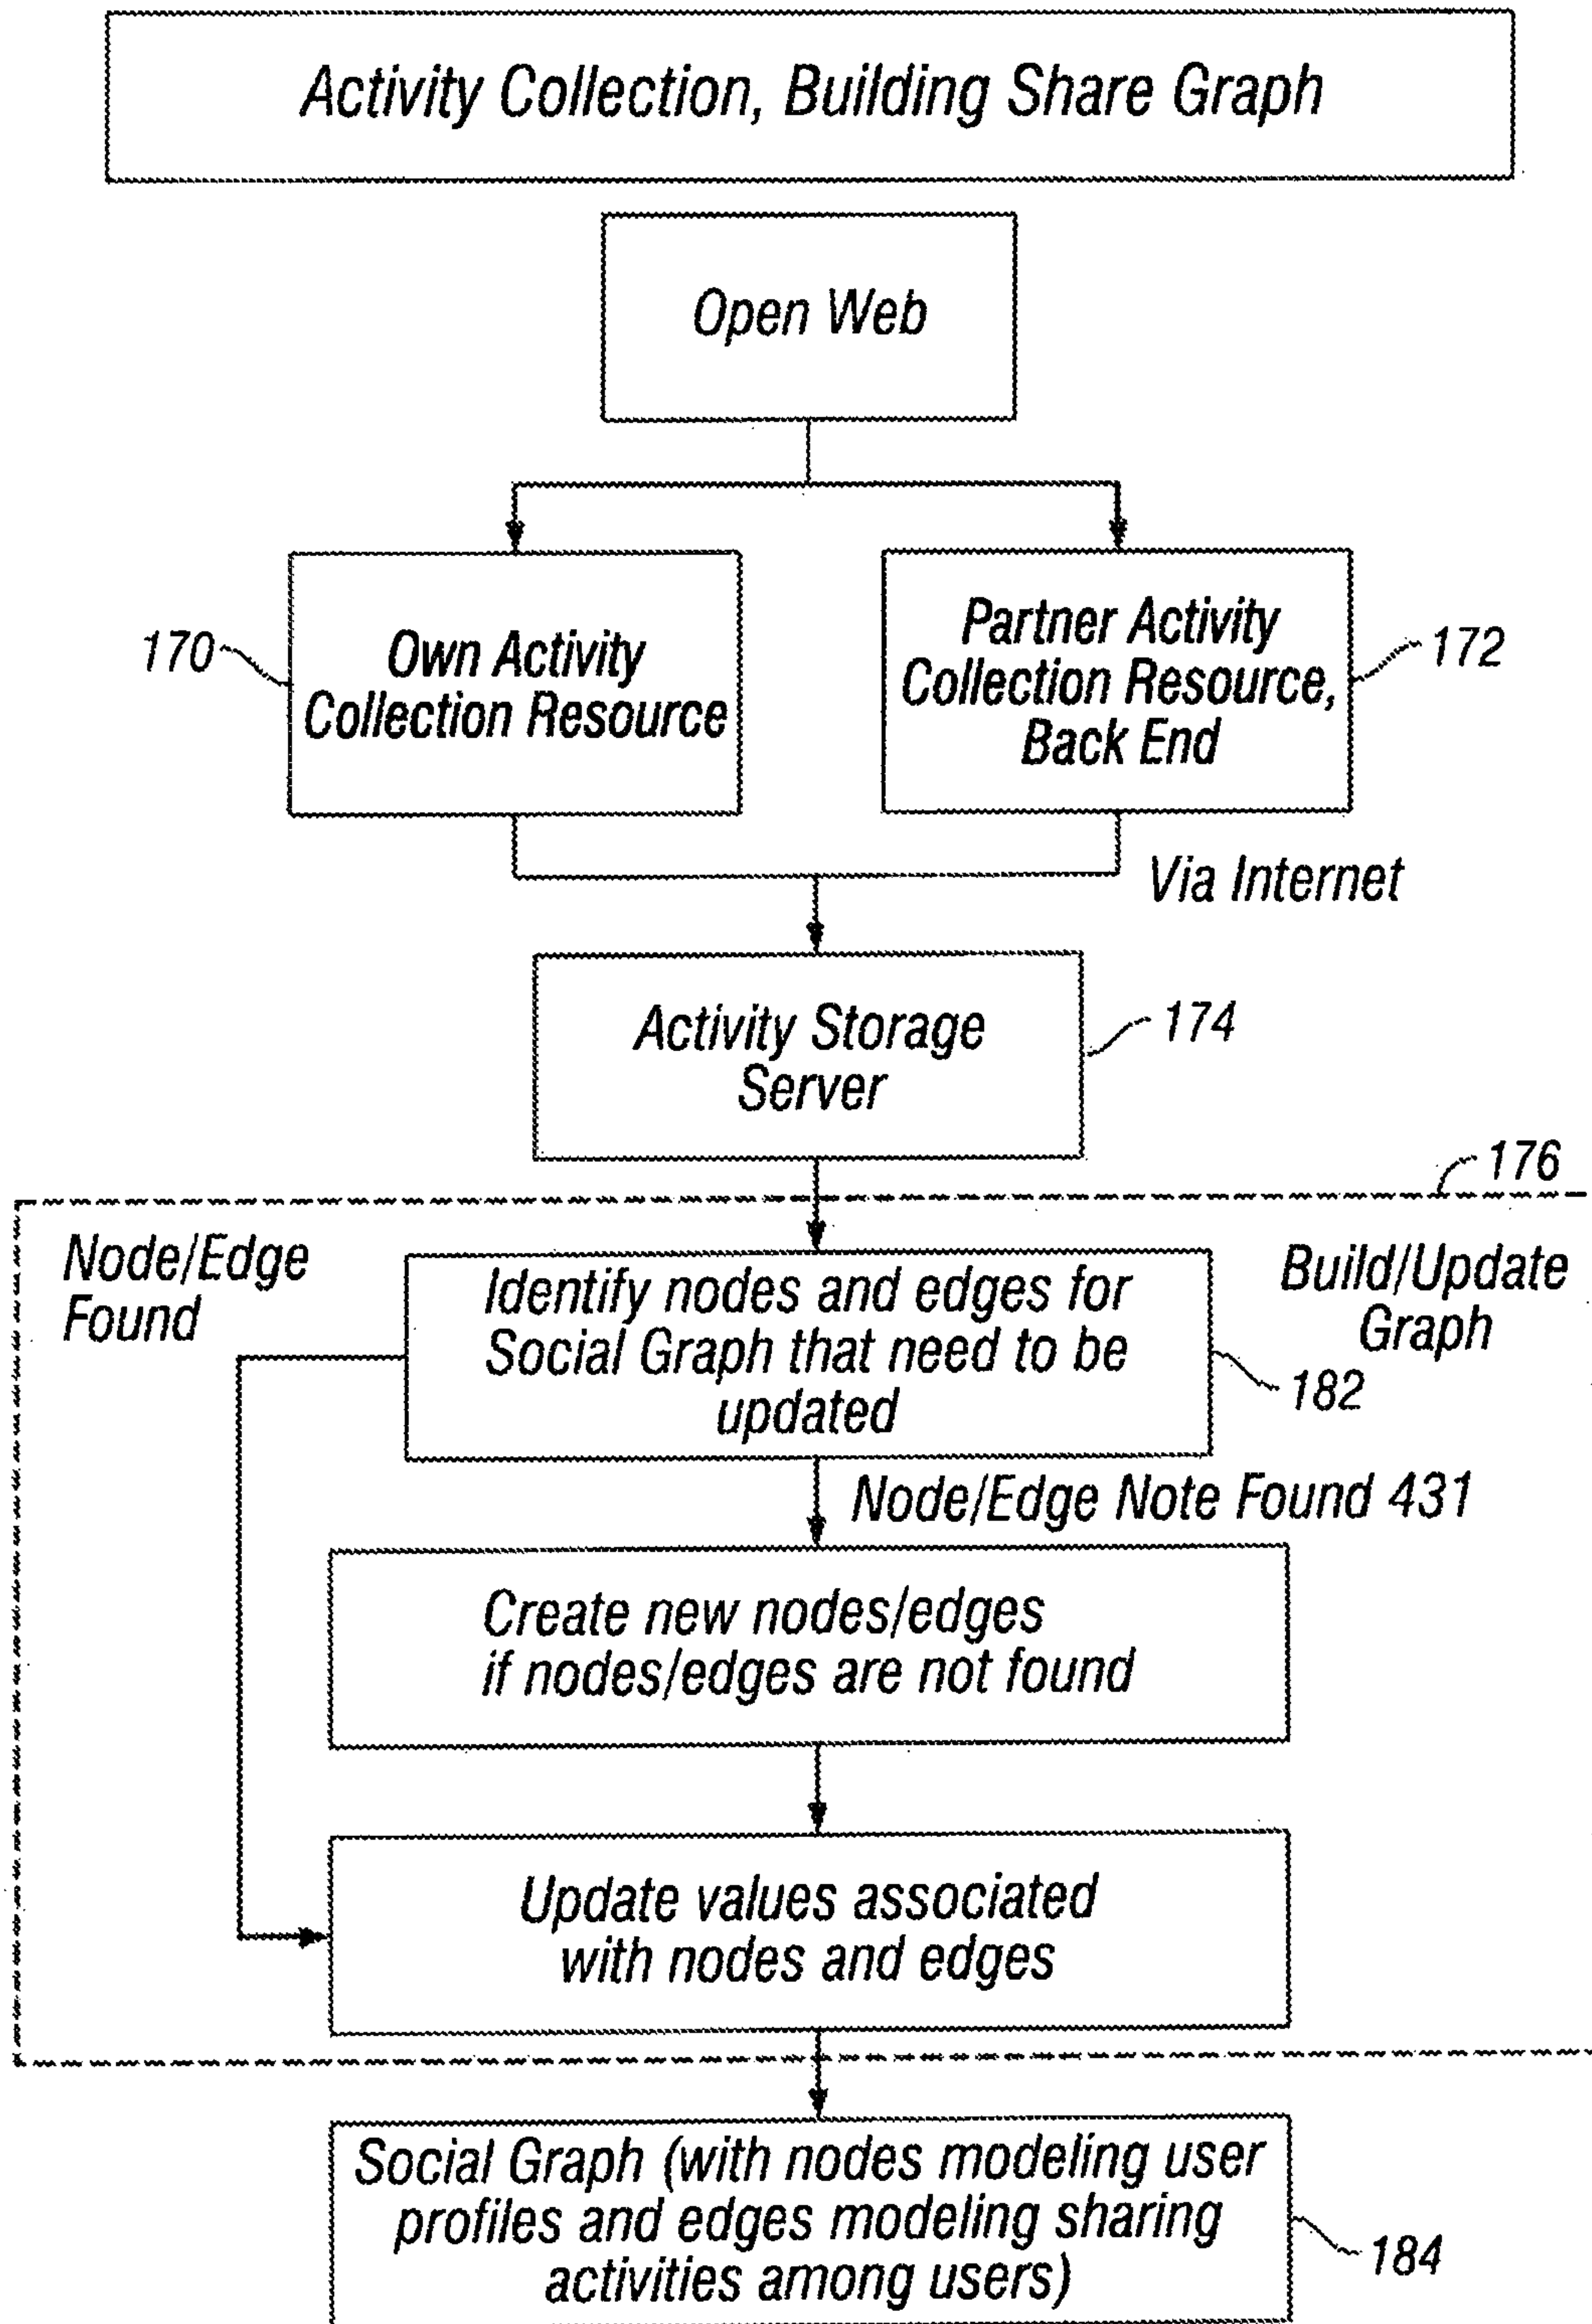 Activity Collection, Building Share Graph
Open Web
170
Own Activity
Collection Resource
Partner Activity
Collection Resource,
Back End
172
Via Internet
Activity Storage
Server
174
176
Node/Edge
Found
Identify nodes and edges for
Social Graph that need to be
updated
Build/Update
Graph
182
Node/Edge Note Found 431
Create new nodes/edges
if nodes/edges are not found
Update values associated
with nodes and edges
Social Graph (with nodes modeling user
profiles and edges modeling sharing
activities among users)
184